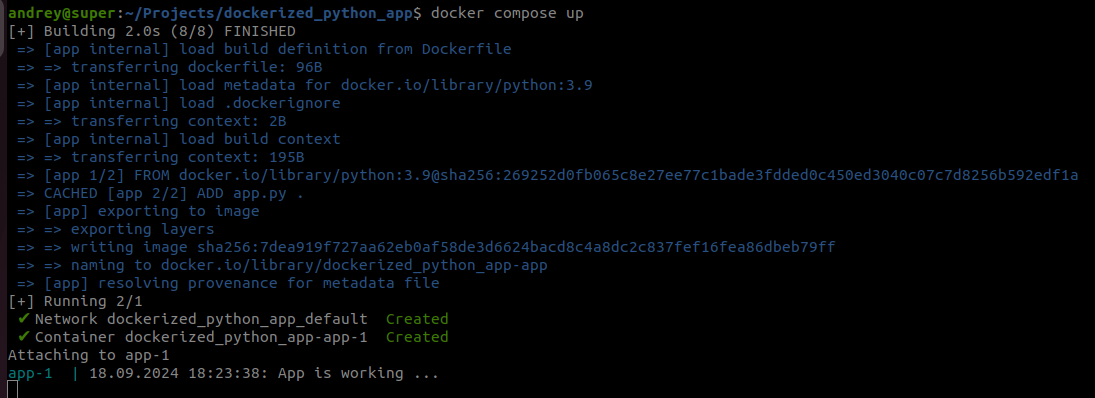 andrey@super:~/Projects/dockerized_python_app$ docker compose up
[+] Building 2.0s (8/8) FINISHED
=> [app internal] load build definition from Dockerfile
=> => transferring dockerfile: 96B
=> [app internal] load metadata for docker.io/library/python:3.9
=> [app internal] load .dockerignore
=> => transferring context: 2B
=> [app internal] load build context
=> => transferring context: 195B
=> [app 1/2] FROM docker.io/library/python:3.9@sha256:269252d0fb065c8e27ee77c1bade3fdded0c450ed3040c07c7d8256b592edf1a
=> CACHED [app 2/2] ADD app.py .
=> [app] exporting to image
=> => exporting layers
=> => writing image sha256:7dea919f727aa62eb0af58de3d6624bacd8c4a8dc2c837fef16fea86dbeb79ff
=> => naming to docker.io/library/dockerized_python_app-app
=> [app] resolving provenance for metadata file
[+] Running 2/1
✔ Network dockerized_python_app_default  Created
✔ Container dockerized_python_app-app-1  Created
Attaching to app-1
app-1  | 18.09.2024 18:23:38: App is working ...